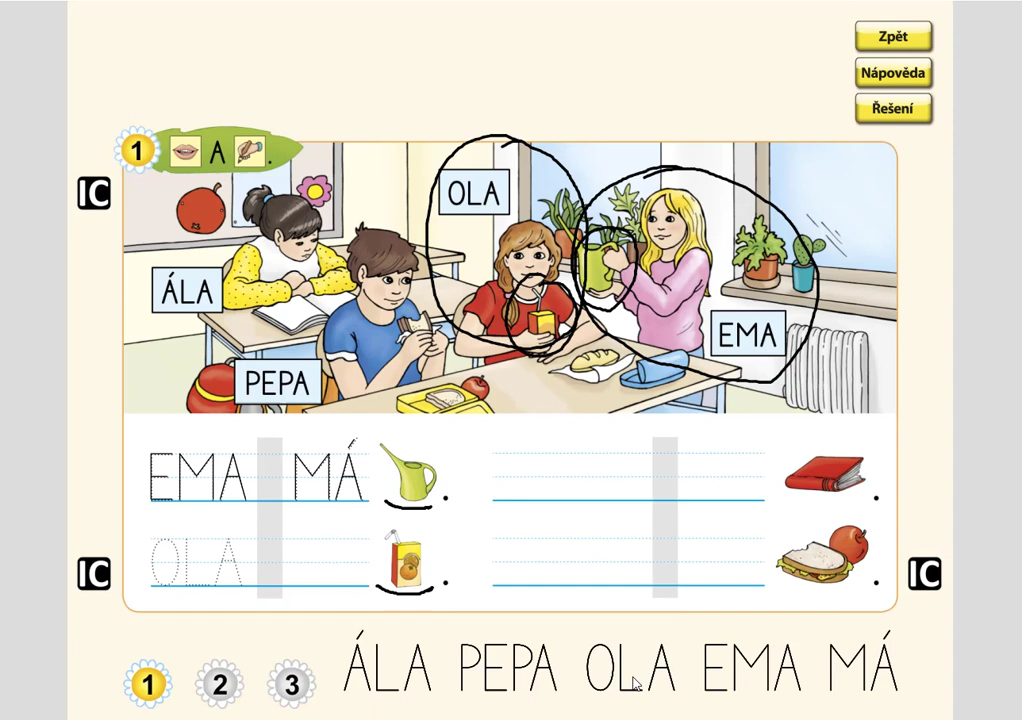 Zpět
Nápověda
Řešení
1 A .
IC
OLA
ÁLA
EMA
PEPA
EMA MÁ .
.
OLA .
.
IC
IC
1 2 3
ÁLA PEPA OLA EMA MÁ